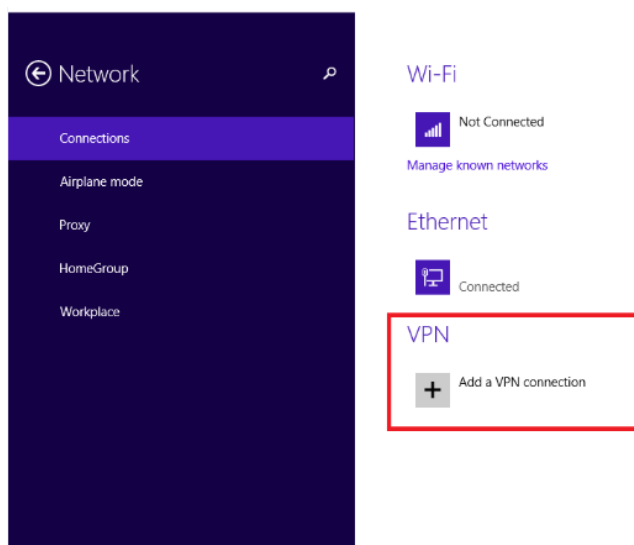 Network
Connections
Airplane mode
Proxy
HomeGroup
Workplace
Wi-Fi
Not Connected
Manage known networks
Ethernet
Connected
VPN
Add a VPN connection